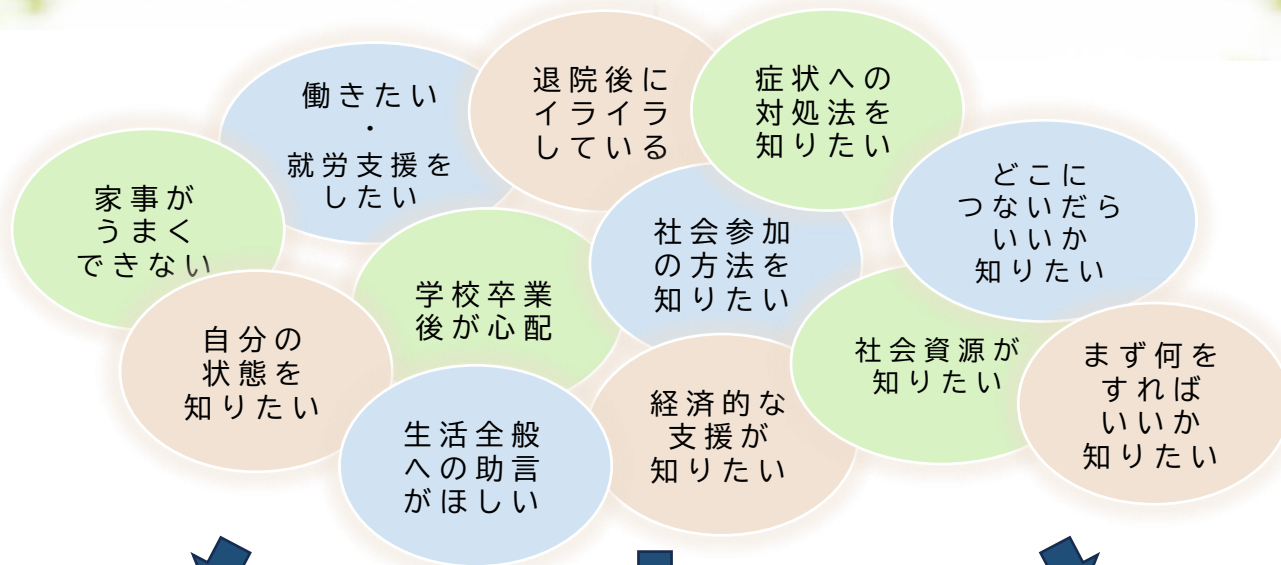 働きたい
・
就労支援を
したい
退院後に
イライラ
している
症状への
対処法を
知りたい
家事が
うまく
できない
どこに
つないだら
いいか
知りたい
社会参加
の方法を
知りたい
学校卒業
後が心配
自分の
状態を
知りたい
社会資源が
知りたい
まず何を
すれば
いいか
知りたい
経済的な
支援が
知りたい
生活全般
への助言
がほしい